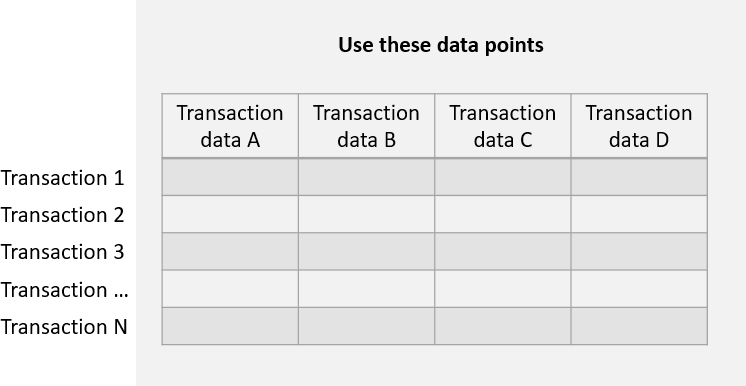 Use these data points
Transaction data A
Transaction data B
Transaction data C
Transaction data D
Transaction 1
Transaction 2
Transaction 3
Transaction ...
Transaction N